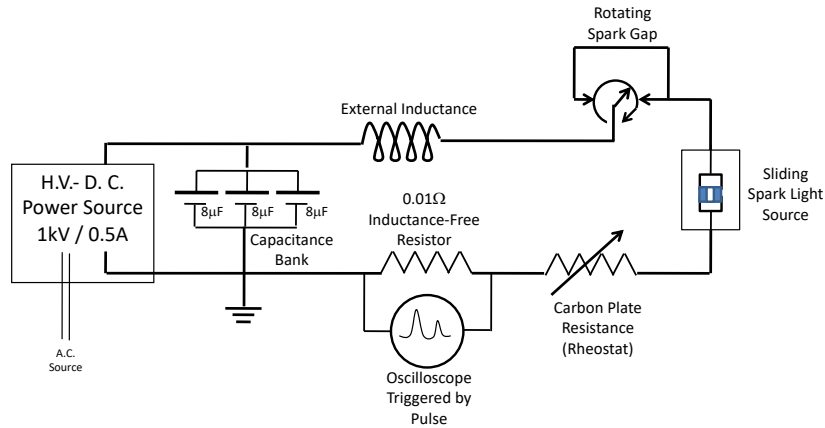 Rotating
Spark Gap
External Inductance
H.V.- D. C.
Power Source
1kV / 0.5A
8μF
8μF
8μF
Capacitance
Bank
0.01Ω
Inductance-Free
Resistor
Sliding
Spark Light
Source
Carbon Plate
Resistance
(Rheostat)
A.C.
Source
Oscilloscope
Triggered by
Pulse